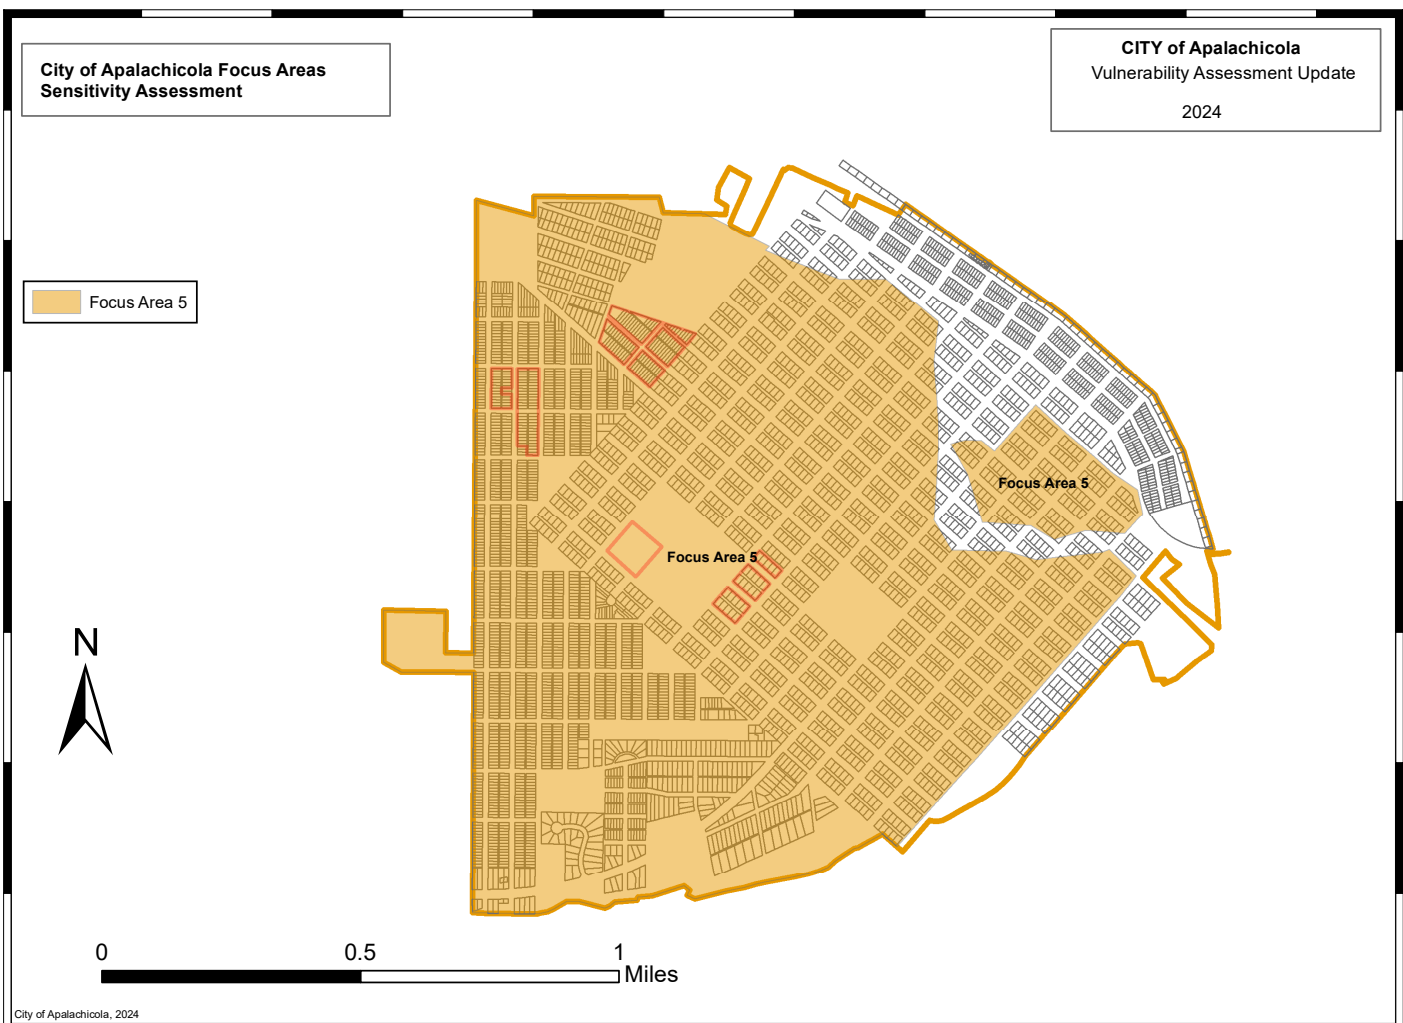 City of Apalachicola Focus Areas
Sensitivity Assessment
CITY of Apalachicola
Vulnerability Assessment Update
2024
Focus Area 5
Focus Area 5
Focus Area 5
N
0 0.5 1
Miles
City of Apalachicola, 2024